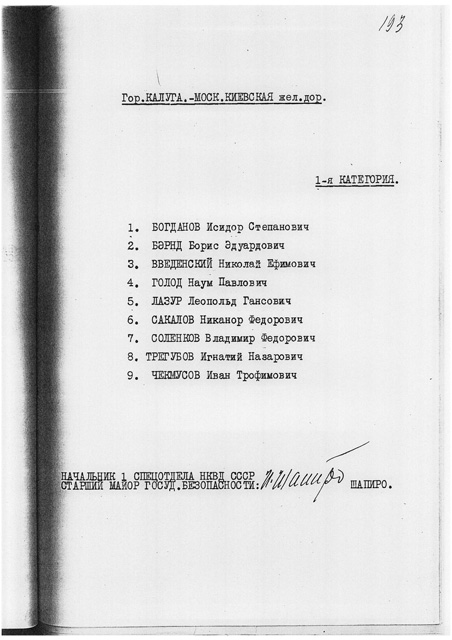 193
Гор.КАЛУГА.-МОСК.КИЕВСКАЯ жел.дор.
1-я КАТЕГОРИЯ.
1. БОГДАНОВ Исидор Степанович
2. БЭРНД Борис Эдуардович
3. ВВЕДЕНСКИЙ Николай Ефимович
4. ГОЛОД Наум Павлович
5. ЛАЗУР Леопольд Гансович
6. САКАЛОВ Никанор Федорович
7. СОЛЕНКОВ Владимир Федорович
8. ТРЕГУБОВ Игнатий Назарович
9. ЧЕКМУСОВ Иван Трофимович
НАЧАЛЬНИК 1 СПЕЦОТДЕЛА НКВД СССР
СТАРШИЙ МАЙОР ГОСУД.БЕЗОПАСНОСТИ: И.Шапиро ШАПИРО.